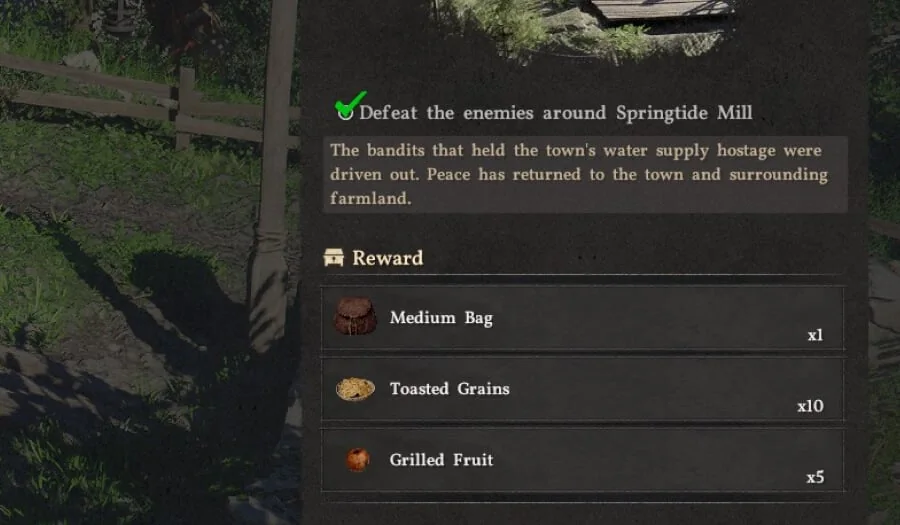 Defeat the enemies around Springtide Mill
The bandits that held the town's water supply hostage were
driven out. Peace has returned to the town and surrounding
farmland.
Reward
Medium Bag
x1
Toasted Grains
x10
Grilled Fruit
x5